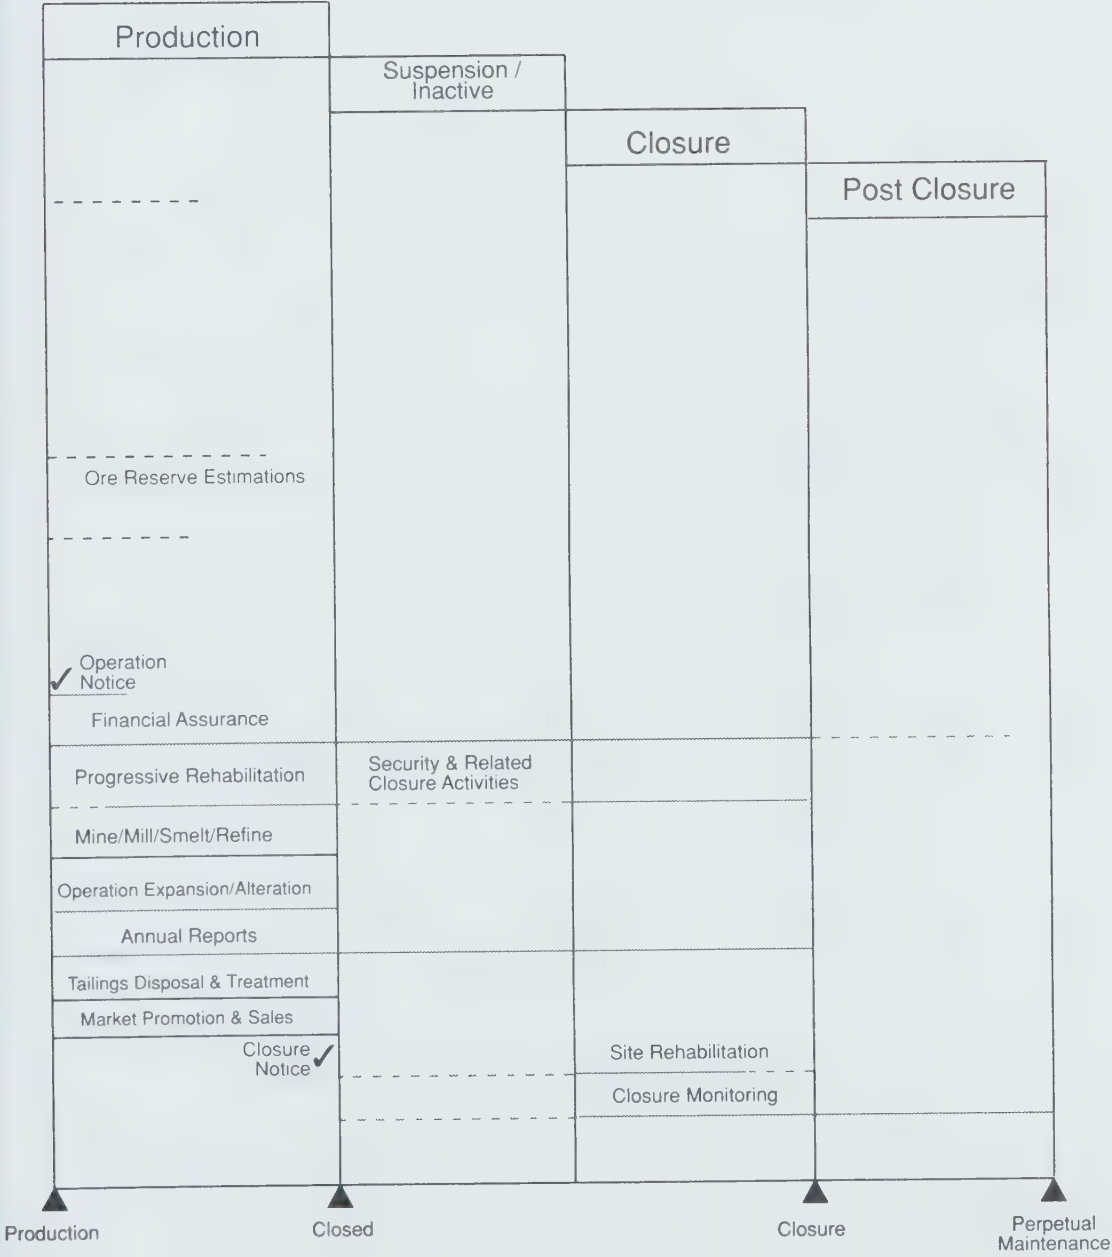 Production
Suspension /
Inactive
Closure
Post Closure
Ore Reserve Estimations
✓ Operation
Notice
Financial Assurance
Progressive Rehabilitation
Security & Related
Closure Activities
Mine/Mill/Smelt/Refine
Operation Expansion/Alteration
Annual Reports
Tailings Disposal & Treatment
Market Promotion & Sales
Closure ✓
Notice
Site Rehabilitation
Closure Monitoring
Production
Closed
Closure
Perpetual
Maintenance